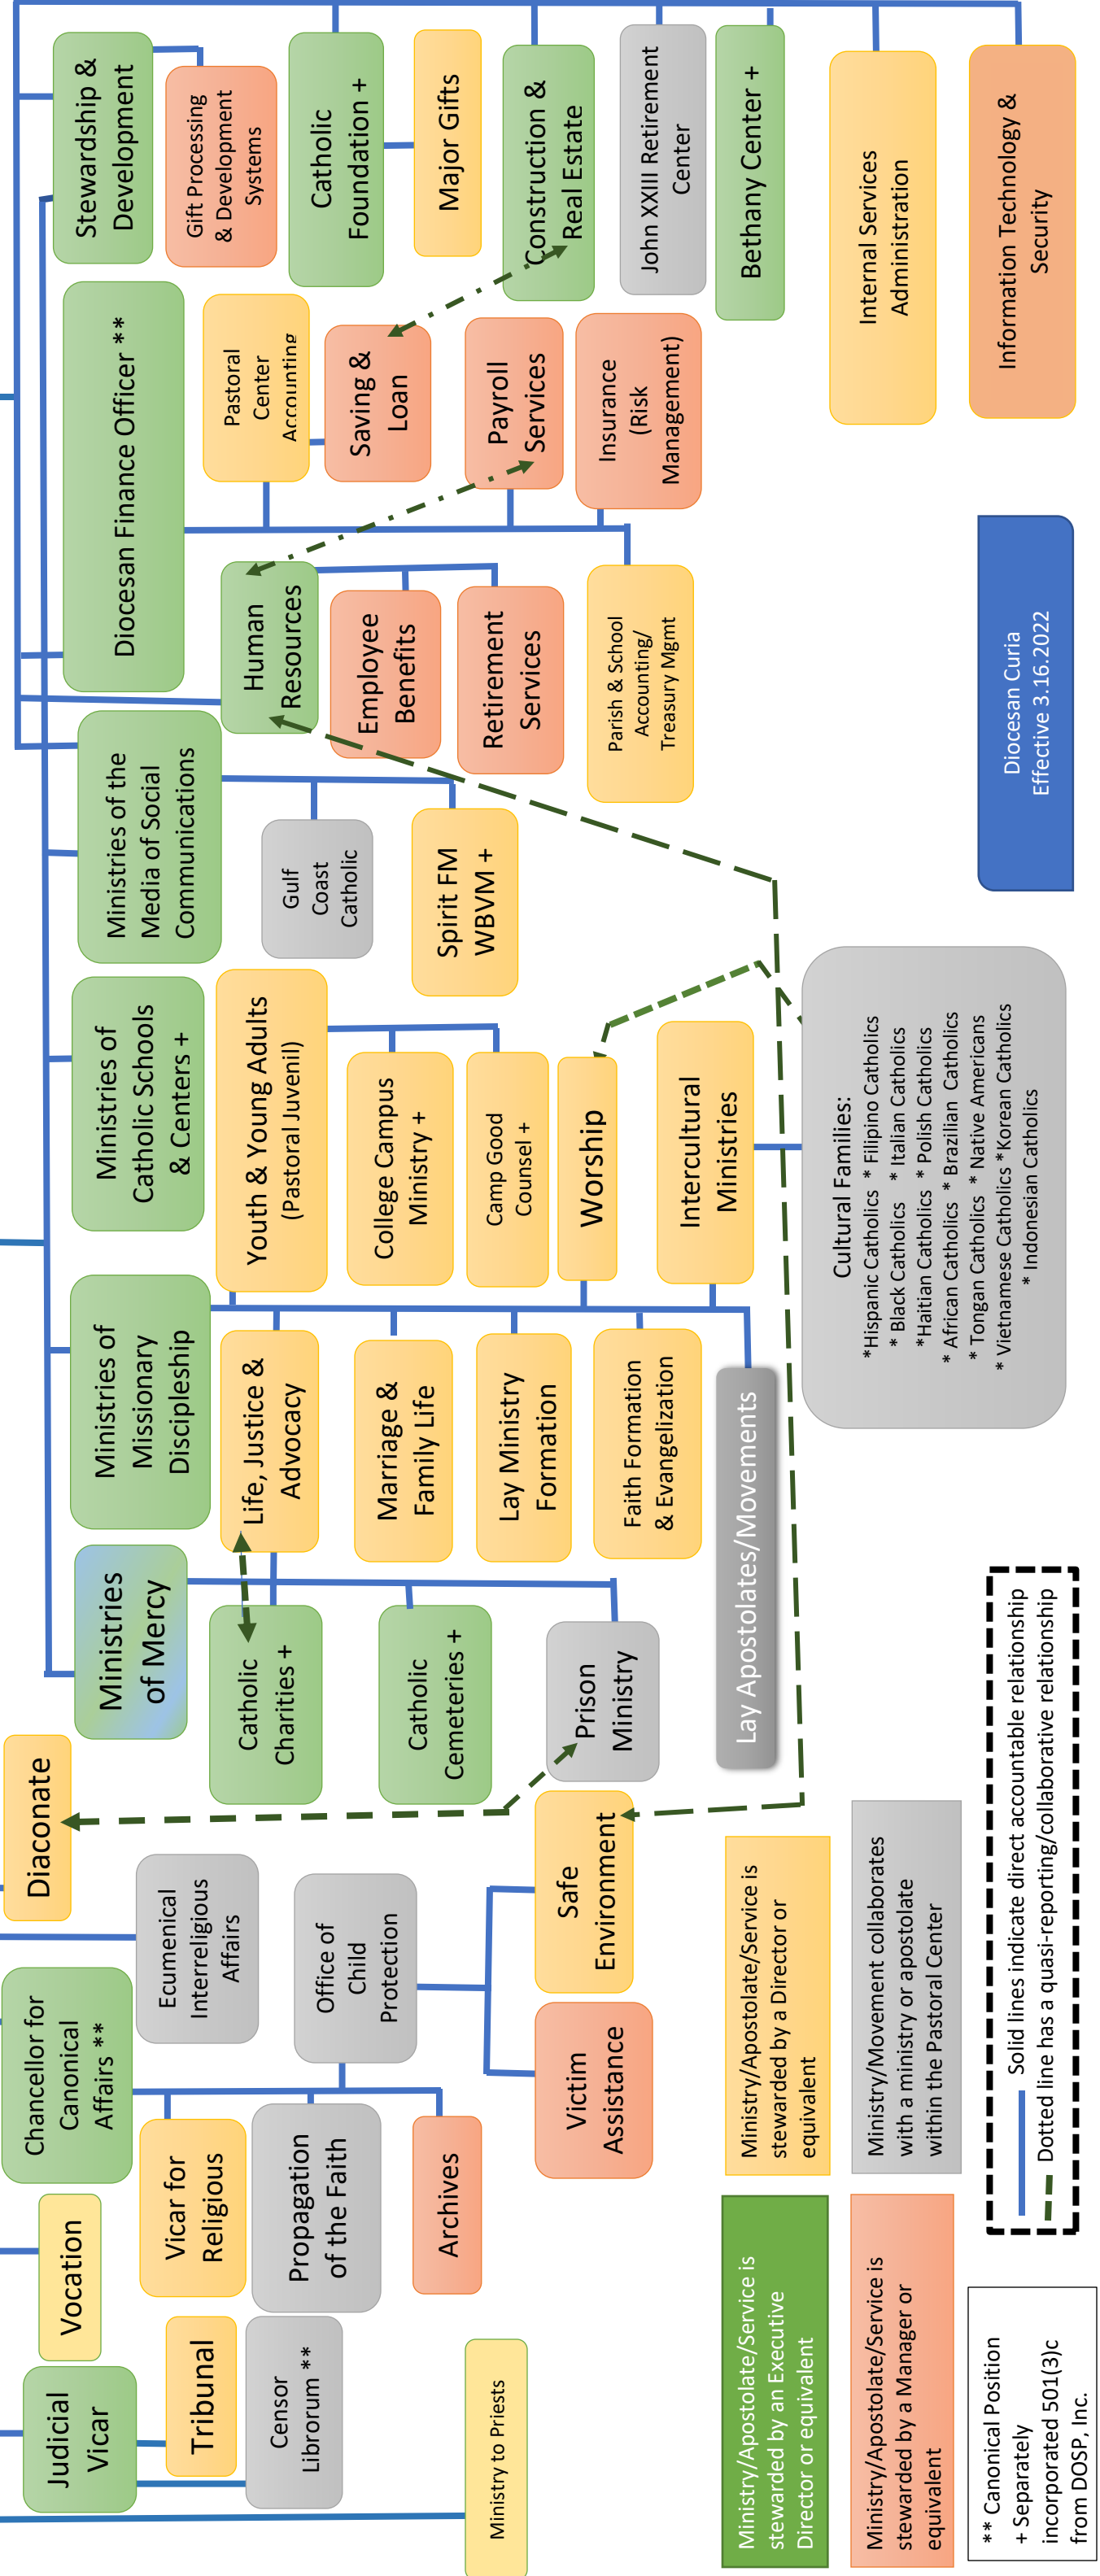 Judicial
Vicar
Tribunal
Censor
Librorum **
Ministry to Priests
Vocation
Chancellor for
Canonical
Affairs **
Vicar for
Religious
Propagation
of the Faith
Archives
Ecumenical
Interreligious
Affairs
Office of
Child
Protection
Victim
Assistance
Safe
Environment
Diaconate
Ministries
of Mercy
Catholic
Charities +
Catholic
Cemeteries +
Prison
Ministry
Ministries of
Missionary
Discipleship
Life, Justice &
Advocacy
Marriage &
Family Life
Lay Ministry
Formation
Faith Formation
& Evangelization
Lay Apostolates/Movements
Youth & Young Adults
(Pastoral Juvenil)
College Campus
Ministry +
Camp Good
Counsel +
Worship
Intercultural
Ministries
Cultural Families:
*Hispanic Catholics * Filipino Catholics
* Black Catholics * Italian Catholics
*Haitian Catholics * Polish Catholics
* African Catholics * Brazilian Catholics
* Tongan Catholics * Native Americans
* Vietnamese Catholics *Korean Catholics
* Indonesian Catholics
Ministries of
Catholic Schools
& Centers +
Ministries of the
Media of Social
Communications
Gulf
Coast
Catholic
Spirit FM
WBVM +
Human
Resources
Employee
Benefits
Retirement
Services
Diocesan Finance Officer **
Pastoral
Center
Accounting
Saving &
Loan
Payroll
Services
Insurance
(Risk
Management)
Parish & School
Accounting/
Treasury Mgmt
Stewardship &
Development
Gift Processing
& Development
Systems
Catholic
Foundation +
Major Gifts
Construction &
Real Estate
John XXIII Retirement
Center
Bethany Center +
Internal Services
Administration
Information Technology &
Security
Diocesan Curia
Effective 3.16.2022
Ministry/Apostolate/Service is
stewarded by an Executive
Director or equivalent
Ministry/Apostolate/Service is
stewarded by a Director or
equivalent
Ministry/Apostolate/Service is
stewarded by a Manager or
equivalent
Ministry/Movement collaborates
with a ministry or apostolate
within the Pastoral Center
** Canonical Position
+ Separately
incorporated 501(3)c
from DOSP, Inc.
Solid lines indicate direct accountable relationship
Dotted line has a quasi-reporting/collaborative relationship